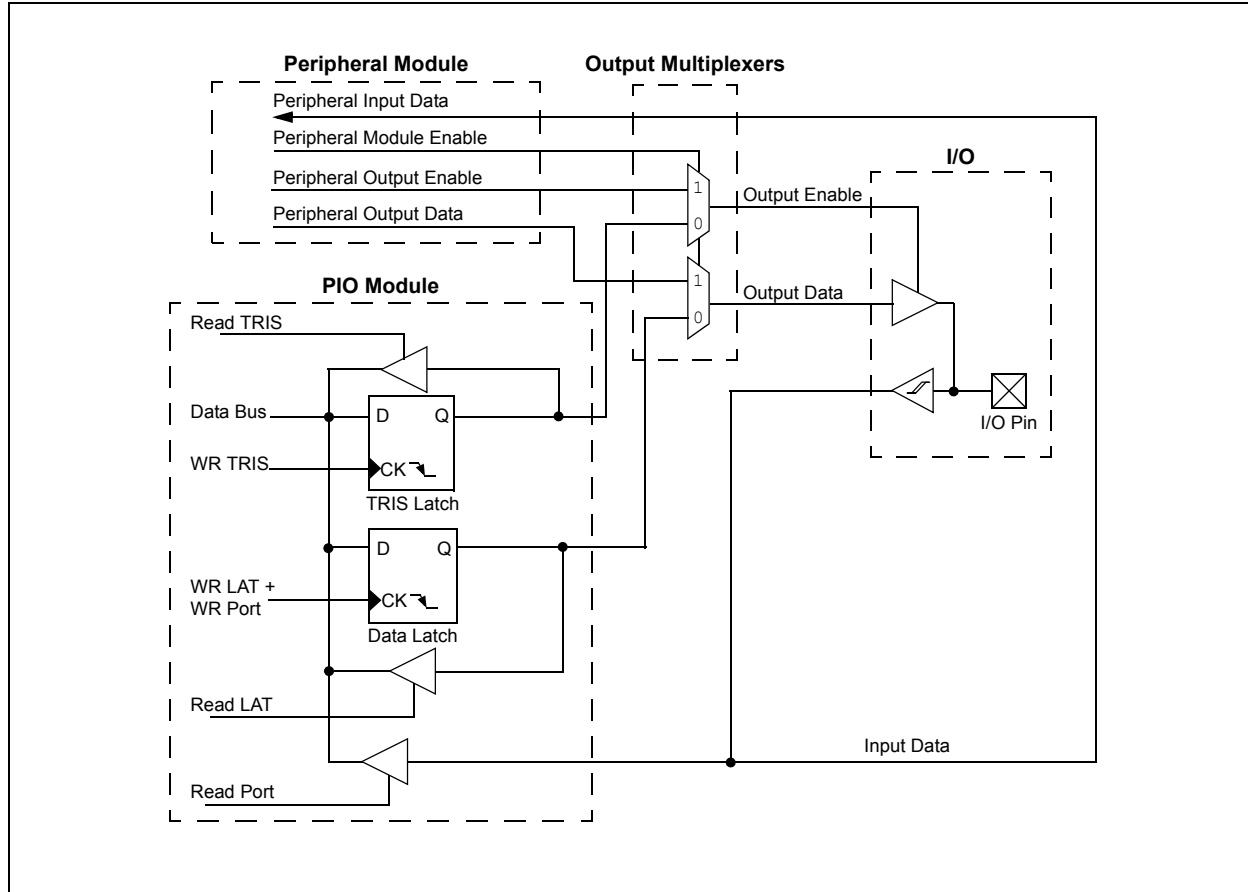 Peripheral Module
Output Multiplexers
Peripheral Input Data
Peripheral Module Enable
Peripheral Output Enable
Peripheral Output Data
1
0
Output Enable
I/O
1
0
Output Data
I/O Pin
PIO Module
Read TRIS
Data Bus
D Q
WR TRIS
CK
TRIS Latch
D Q
WR LAT +
WR Port
CK
Data Latch
Read LAT
Input Data
Read Port